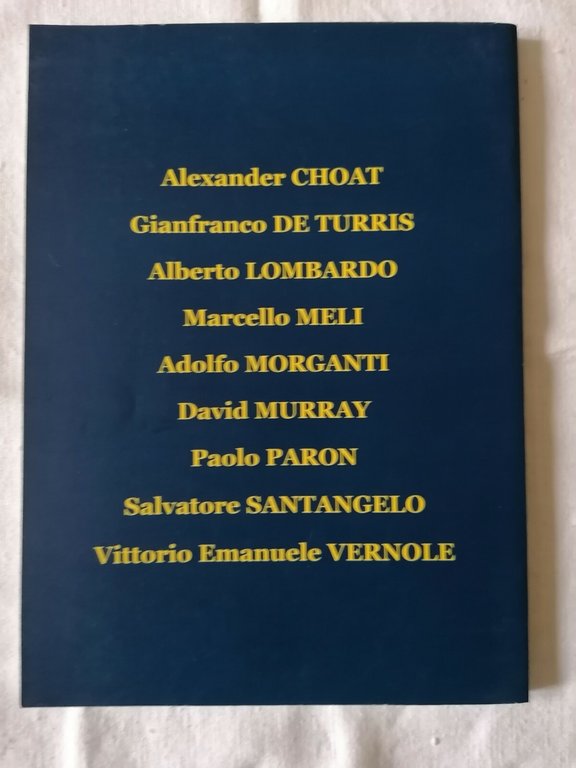 Alexander CHOAT
Gianfranco DE TURRIS
Alberto LOMBARDO
Marcello MELI
Adolfo MORGANTI
David MURRAY
Paolo PARON
Salvatore SANTANGELO
Vittorio Emanuele VERNOLE